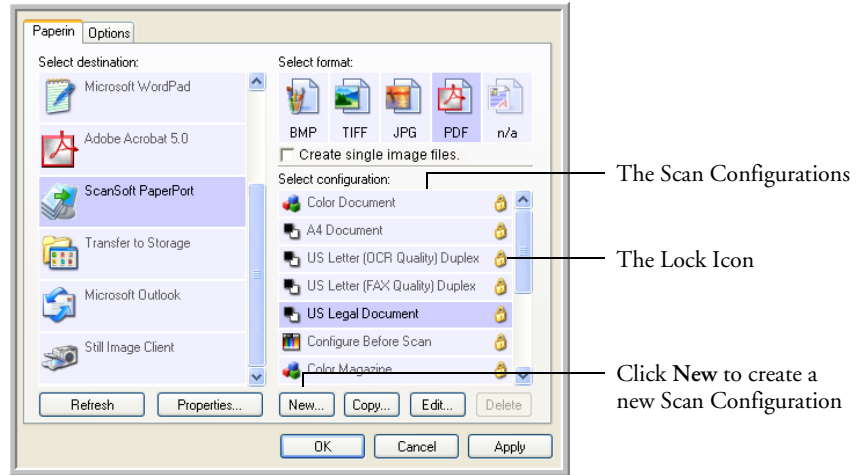 Paperin
Options
Select destination:
Microsoft WordPad
Adobe Acrobat 5.0
ScanSoft PaperPort
Transfer to Storage
Microsoft Outlook
Still Image Client
Refresh
Properties...
Select format:
BMP
TIFF
JPG
PDF
n/a
Create single image files.
Select configuration:
Color Document
A4 Document
US Letter (OCR Quality) Duplex
US Letter (FAX Quality) Duplex
US Legal Document
Configure Before Scan
Color Magazine
New...
Copy...
Edit...
Delete
OK
Cancel
Apply
The Scan Configurations
The Lock Icon
Click New to create a
new Scan Configuration